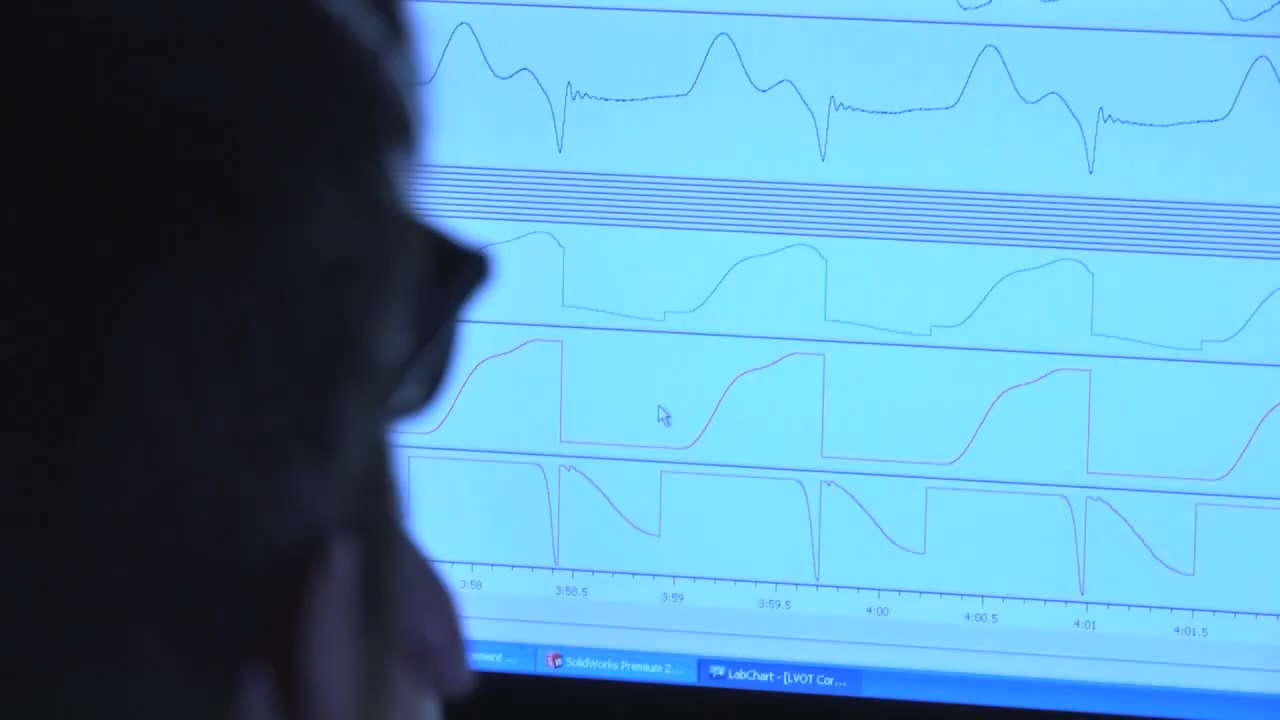 3:58 3:58.5 3:59 3:59.5 4:00 4:00.5 4:01 4:01.5
ement ... SolidWorks Premium 2... LabChart - [LVOT Cor...